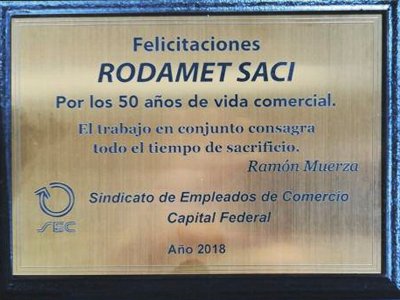 Felicitaciones
RODAMET SACI
Por los 50 años de vida comercial.
El trabajo en conjunto consagra
todo el tiempo de sacrificio.
Ramón Muerza
Sindicato de Empleados de Comercio
Capital Federal
SEC
Año 2018